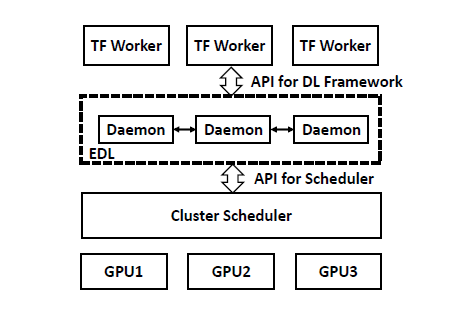 TF Worker TF Worker TF Worker
API for DL Framework
Daemon Daemon Daemon
EDL
API for Scheduler
Cluster Scheduler
GPU1 GPU2 GPU3